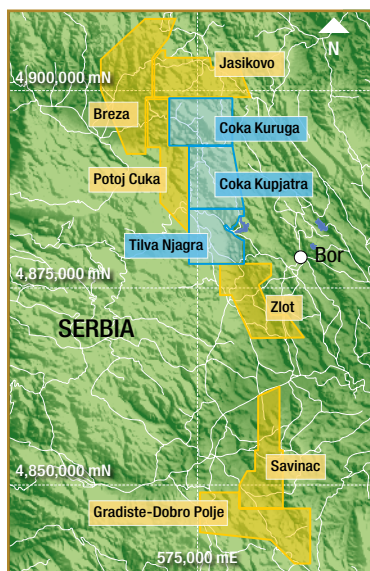 N
Jasikovo
4,900,000 mN
Breza
Coka Kuruga
Potoj Cuka
Coka Kupjatra
Tilva Njagra
Bor
4,875,000 mN
Zlot
SERBIA
Savinac
4,850,000 mN
Gradiste-Dobro Polje
575,000 mE